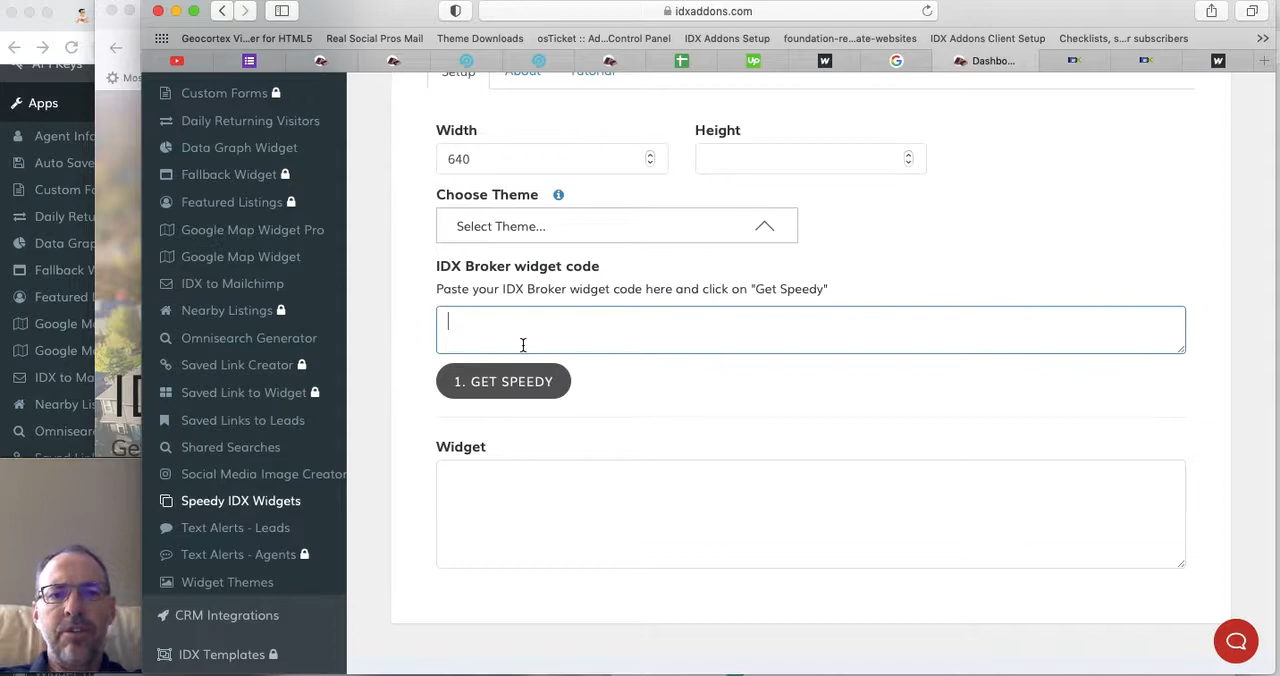 idxaddons.com
Geocortex Vi...er for HTML5
Real Social Pros Mail
Theme Downloads
osTicket :: Ad...Control Panel
IDX Addons Setup
foundation-re...ate-websites
IDX Addons Client Setup
Checklists, s...r subscribers
Up
Dashbo...
API Keys
Apps
Agent Info
Auto Save
Custom Fo
Daily Retu
Data Grap
Fallback W
Featured L
Google Ma
Google Ma
IDX to Ma
Nearby Lis
Omnisearc
Mos
Custom Forms
Daily Returning Visitors
Data Graph Widget
Fallback Widget
Featured Listings
Google Map Widget Pro
Google Map Widget
IDX to Mailchimp
Nearby Listings
Omnisearch Generator
Saved Link Creator
Saved Link to Widget
Saved Links to Leads
Shared Searches
Social Media Image Creator
Speedy IDX Widgets
Text Alerts - Leads
Text Alerts - Agents
Widget Themes
CRM Integrations
IDX Templates
Setup
About
Tutorial
Width
Height
640
Choose Theme
Select Theme...
IDX Broker widget code
Paste your IDX Broker widget code here and click on "Get Speedy"
1. GET SPEEDY
Widget